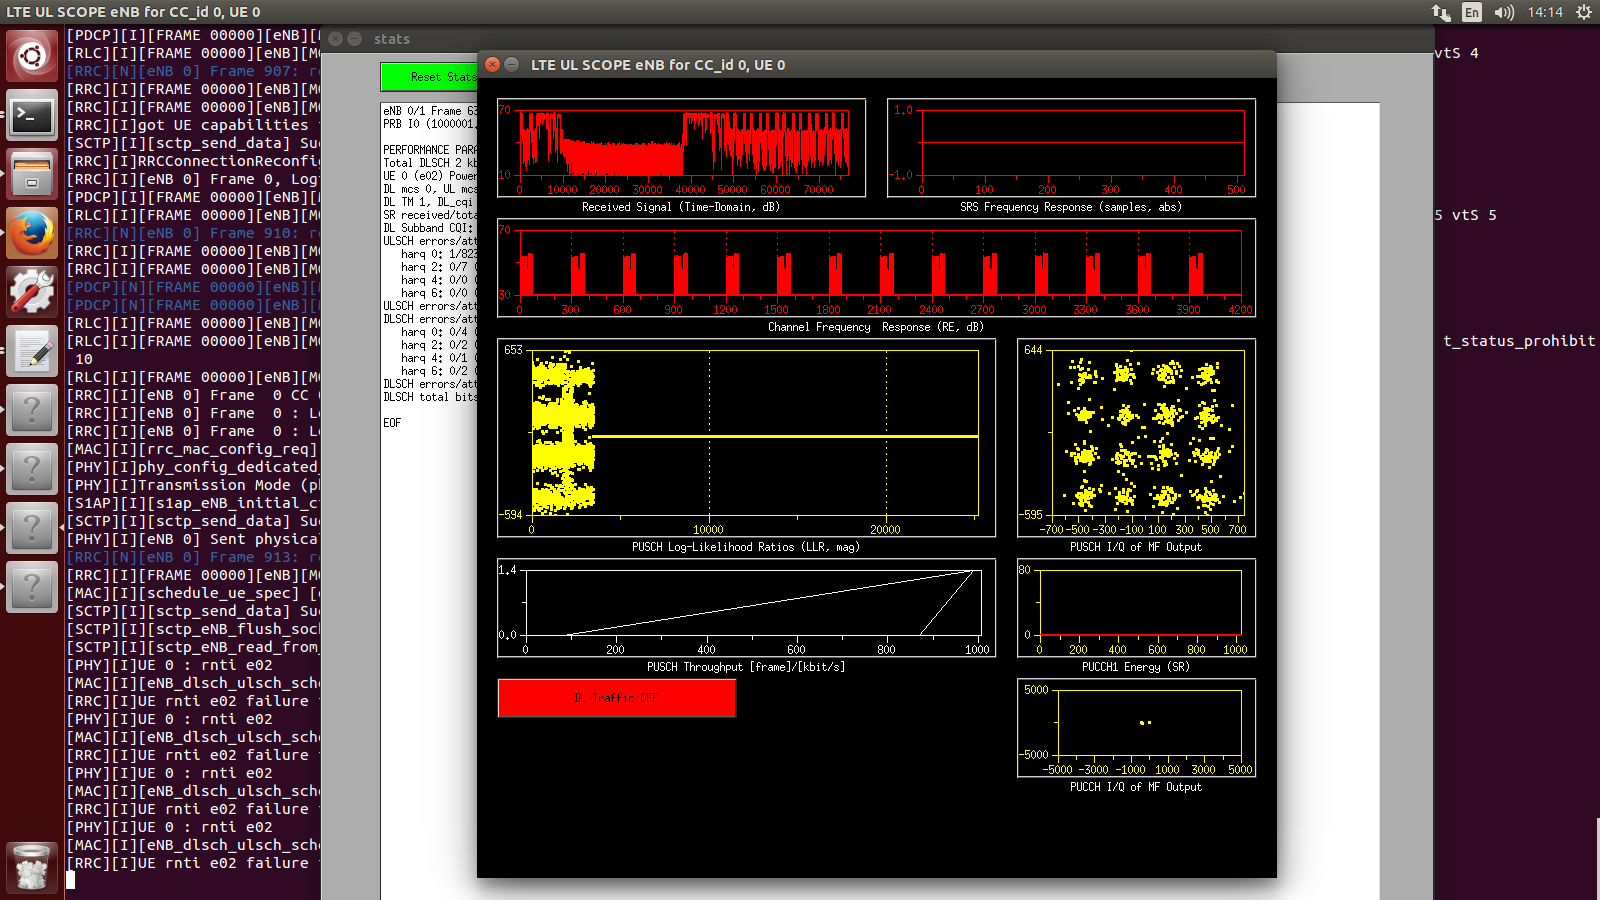 LTE UL SCOPE eNB for CC_id 0, UE 0
En
14:14
[PDCP][I][FRAME 00000][eNB][
[RLC][I][FRAME 00000][eNB][M
[RRC][N][eNB 0] Frame 907: r
[RRC][I][FRAME 00000][eNB][M
[RRC][I][FRAME 00000][eNB][M
[RRC][I]got UE capabilities
[SCTP][I][sctp_send_data] Su
[RRC][I]RRCConnectionReconfig
[RRC][I][eNB 0] Frame 0, Log
[PDCP][I][FRAME 00000][eNB][
[RLC][I][FRAME 00000][eNB][M
[RRC][N][eNB 0] Frame 910: r
[RRC][I][FRAME 00000][eNB][M
[RRC][I][FRAME 00000][eNB][M
[PDCP][N][FRAME 00000][eNB][
[PDCP][N][FRAME 00000][eNB][
[RLC][I][FRAME 00000][eNB][M
[RLC][I][FRAME 00000][eNB][M
10
[RLC][I][FRAME 00000][eNB][M
[RRC][I][eNB 0] Frame  0 CC
[RRC][I][eNB 0] Frame  0 : L
[RRC][I][eNB 0] Frame  0 : L
[MAC][I][rrc_mac_config_req]
[PHY][I]phy_config_dedicated_
[PHY][I]Transmission Mode (p
[S1AP][I][s1ap_eNB_initial_c
[SCTP][I][sctp_send_data] Su
[PHY][I][eNB 0] Sent physica
[RRC][N][eNB 0] Frame 913: r
[RRC][I][FRAME 00000][eNB][M
[MAC][I][schedule_ue_spec] [
[SCTP][I][sctp_send_data] Su
[SCTP][I][sctp_eNB_flush_soc
[SCTP][I][sctp_eNB_read_from_
[PHY][I]UE 0 : rnti e02
[MAC][I][eNB_dlsch_ulsch_sch
[RRC][I]UE rnti e02 failure
[PHY][I]UE 0 : rnti e02
[MAC][I][eNB_dlsch_ulsch_sch
[RRC][I]UE rnti e02 failure
[PHY][I]UE 0 : rnti e02
[MAC][I][eNB_dlsch_ulsch_sch
[RRC][I]UE rnti e02 failure
[PHY][I]UE 0 : rnti e02
[MAC][I][eNB_dlsch_ulsch_sch
[RRC][I]UE rnti e02 failure
vtS 4
5 vtS 5
t_status_prohibit
stats
Reset Stats
eNB 0/1 Frame 63
PRB IO (1000001.
PERFORMANCE PARA
Total DLSCH 2 kb
UE 0 (e02) Power
DL mcs 0, UL mcs
DL TM 1, DL_cqi
SR received/tota
DL Subband CQI:
ULSCH errors/att
harq 0: 1/823
harq 2: 0/7
harq 4: 0/0
harq 6: 0/0
ULSCH errors/att
DLSCH errors/att
harq 0: 0/4
harq 2: 0/2
harq 4: 0/1
harq 6: 0/2
DLSCH errors/att
DLSCH total bits
EOF
LTE UL SCOPE eNB for CC_id 0, UE 0
70
10
0 10000 20000 30000 40000 50000 60000 70000
Received Signal (Time-Domain, dB)
1.0
-1.0
0 100 200 300 400 500
SRS Frequency Response (samples, abs)
70
30
0 300 600 900 1200 1500 1800 2100 2400 2700 3000 3300 3600 3900 4200
Channel Frequency  Response (RE, dB)
653
-594
0 10000 20000
PUSCH Log-Likelihood Ratios (LLR, mag)
644
-595
-700 -500 -300 -100 100 300 500 700
PUSCH I/Q of MF Output
1.4
0.0
0 200 400 600 800 1000
PUSCH Throughput [frame]/[kbit/s]
80
0
0 200 400 600 800 1000
PUCCH1 Energy (SR)
DL Traffic OFF
5000
-5000
-5000 -3000 -1000 1000 3000 5000
PUCCH I/Q of MF Output